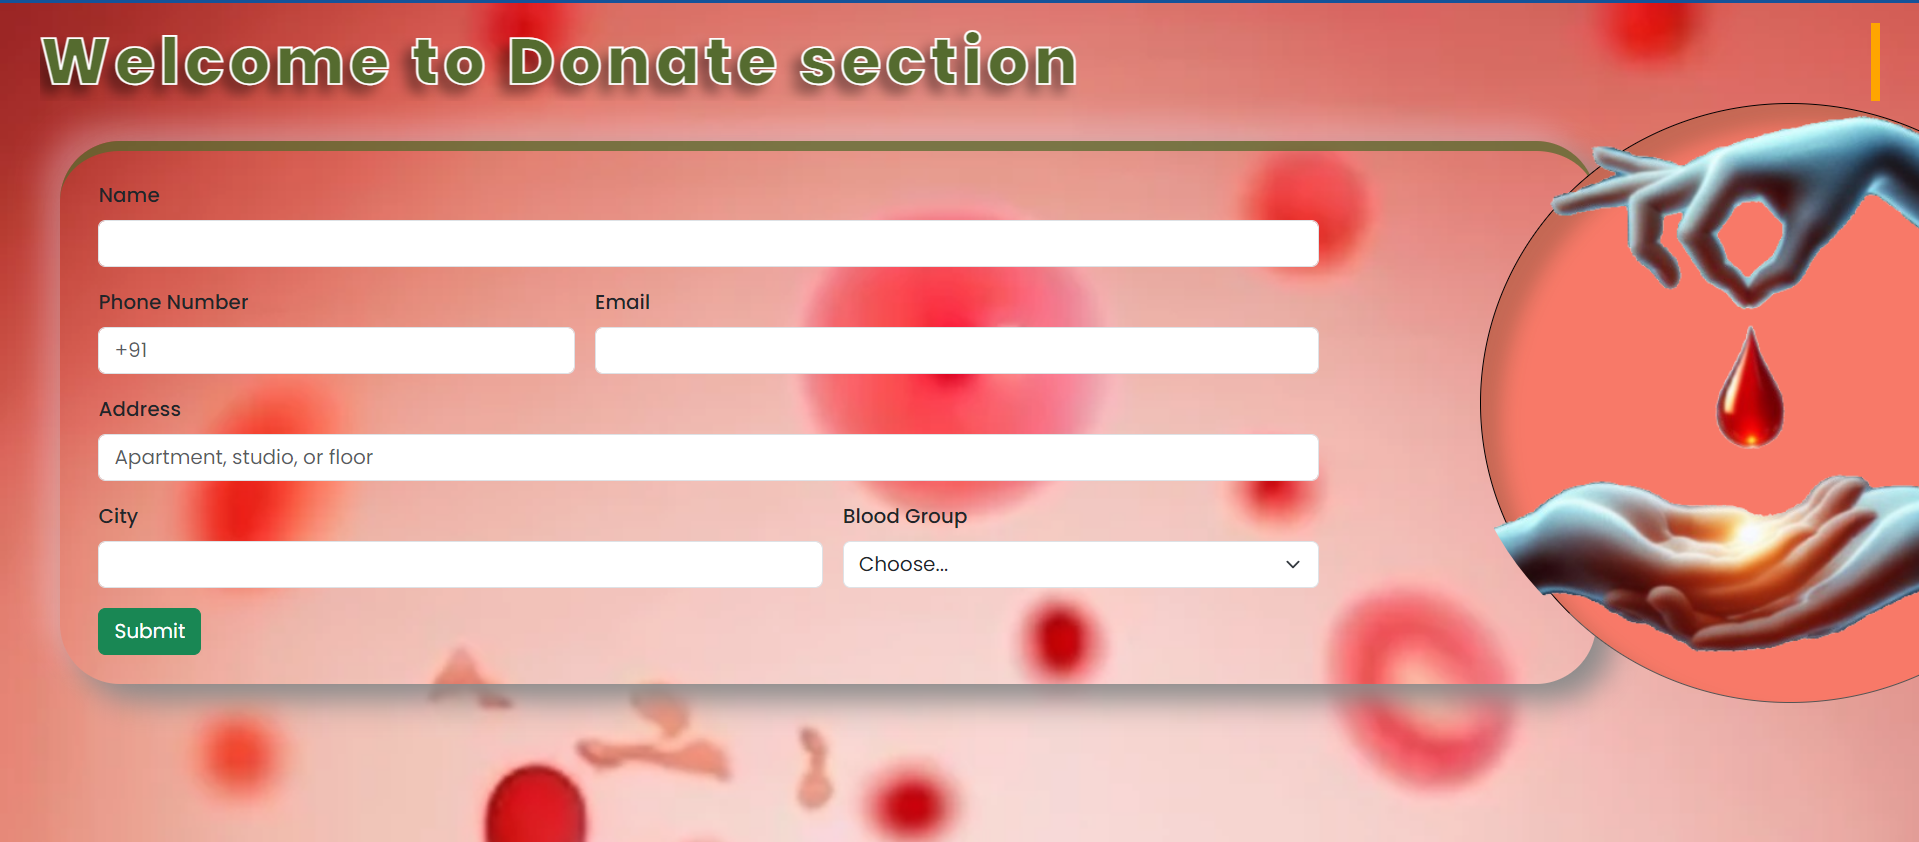 Welcome to Donate section
Name
Phone Number Email
+91
Address
Apartment, studio, or floor
City Blood Group
Choose...
Submit